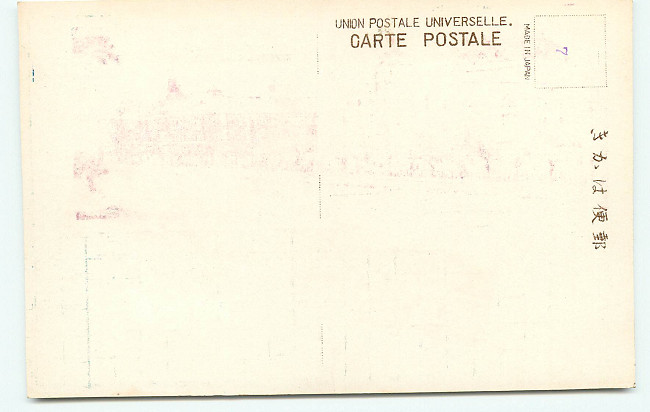 UNION POSTALE UNIVERSELLE.
CARTE POSTALE
MADE IN JAPAN
7
きかは便郵